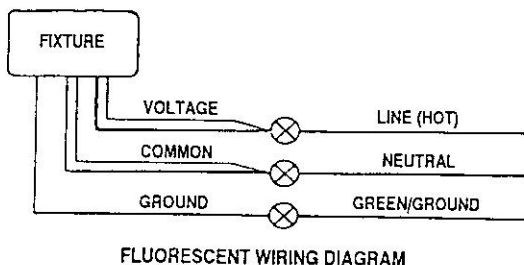 FIXTURE
VOLTAGE LINE (HOT)
COMMON NEUTRAL
GROUND GREEN/GROUND
FLUORESCENT WIRING DIAGRAM